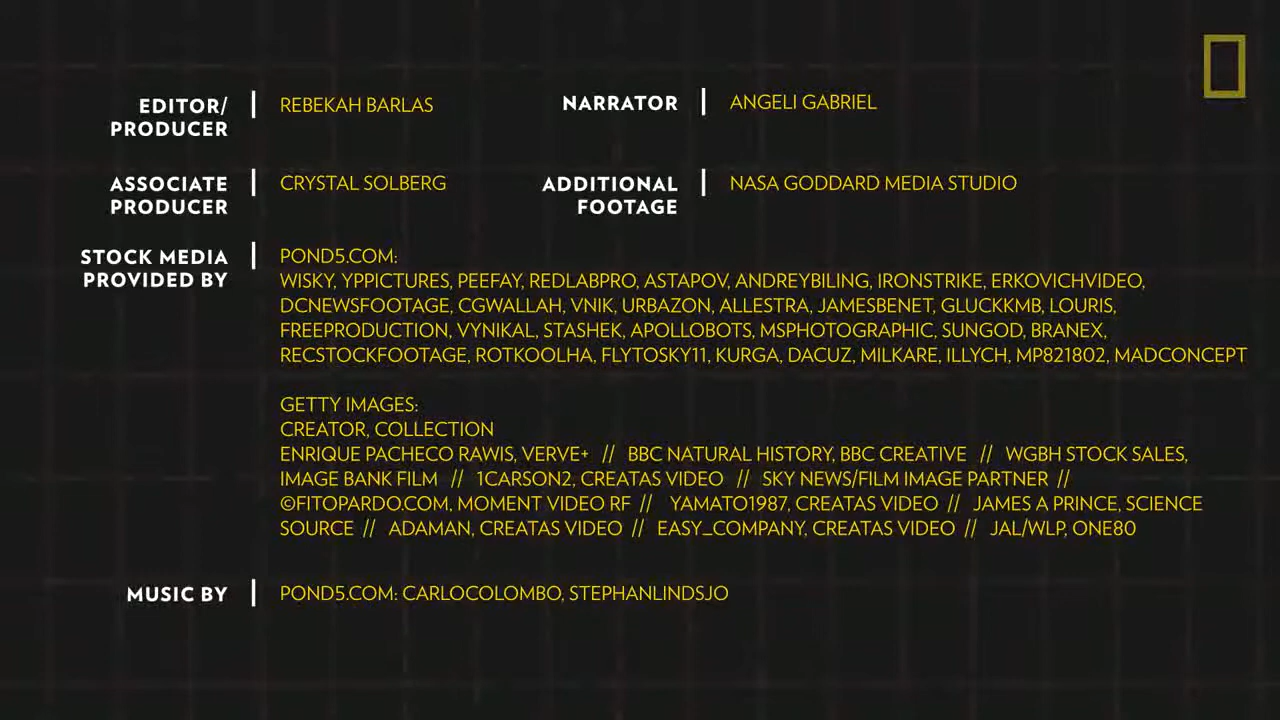 EDITOR/
PRODUCER
REBEKAH BARLAS
NARRATOR
ANGELI GABRIEL
ASSOCIATE
PRODUCER
CRYSTAL SOLBERG
ADDITIONAL
FOOTAGE
NASA GODDARD MEDIA STUDIO
STOCK MEDIA
PROVIDED BY
POND5.COM:
WISKY, YPPICTURES, PEEFAY, REDLABPRO, ASTAPOV, ANDREYBILING, IRONSTRIKE, ERKOVICHVIDEO,
DCNEWSFOOTAGE, CGWALLAH, VNIK, URBAZON, ALLESTRA, JAMESBENET, GLUCKKMB, LOURIS,
FREEPRODUCTION, VYNIKAL, STASHEK, APOLLOBOTS, MSPHOTOGRAPHIC, SUNGOD, BRANEX,
RECSTOCKFOOTAGE, ROTKOOLHA, FLYTOSKY11, KURGA, DACUZ, MILKARE, ILLYCH, MP821802, MADCONCEPT
GETTY IMAGES:
CREATOR, COLLECTION
ENRIQUE PACHECO RAWIS, VERVE+ // BBC NATURAL HISTORY, BBC CREATIVE // WGBH STOCK SALES,
IMAGE BANK FILM // 1CARSON2, CREATAS VIDEO // SKY NEWS/FILM IMAGE PARTNER //
©FITOPARDO.COM, MOMENT VIDEO RF // YAMATO1987, CREATAS VIDEO // JAMES A PRINCE, SCIENCE
SOURCE // ADAMAN, CREATAS VIDEO // EASY_COMPANY, CREATAS VIDEO // JAL/WLP, ONE80
MUSIC BY
POND5.COM: CARLOCOLOMBO, STEPHANLINDSJO